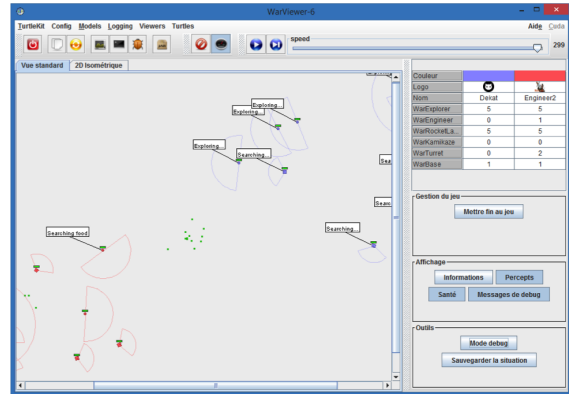 WarViewer-6
TurtleKit Config Models Logging Viewers Turtles Aide Cuda
speed 299
Vue standard 2D Isométrique
Exploring...
Exploring...
Exploring...
Searching...
Searching...
Searching food
Couleur
Logo
Nom Dekat Engineer2
WarExplorer 5 5
WarEngineer 0 1
WarRocketLa... 5 5
WarKamikaze 0 0
WarTurret 0 2
WarBase 1 1
Gestion du jeu
Mettre fin au jeu
Affichage
Informations Percepts
Santé Messages de debug
Outils
Mode debug
Sauvegarder la situation